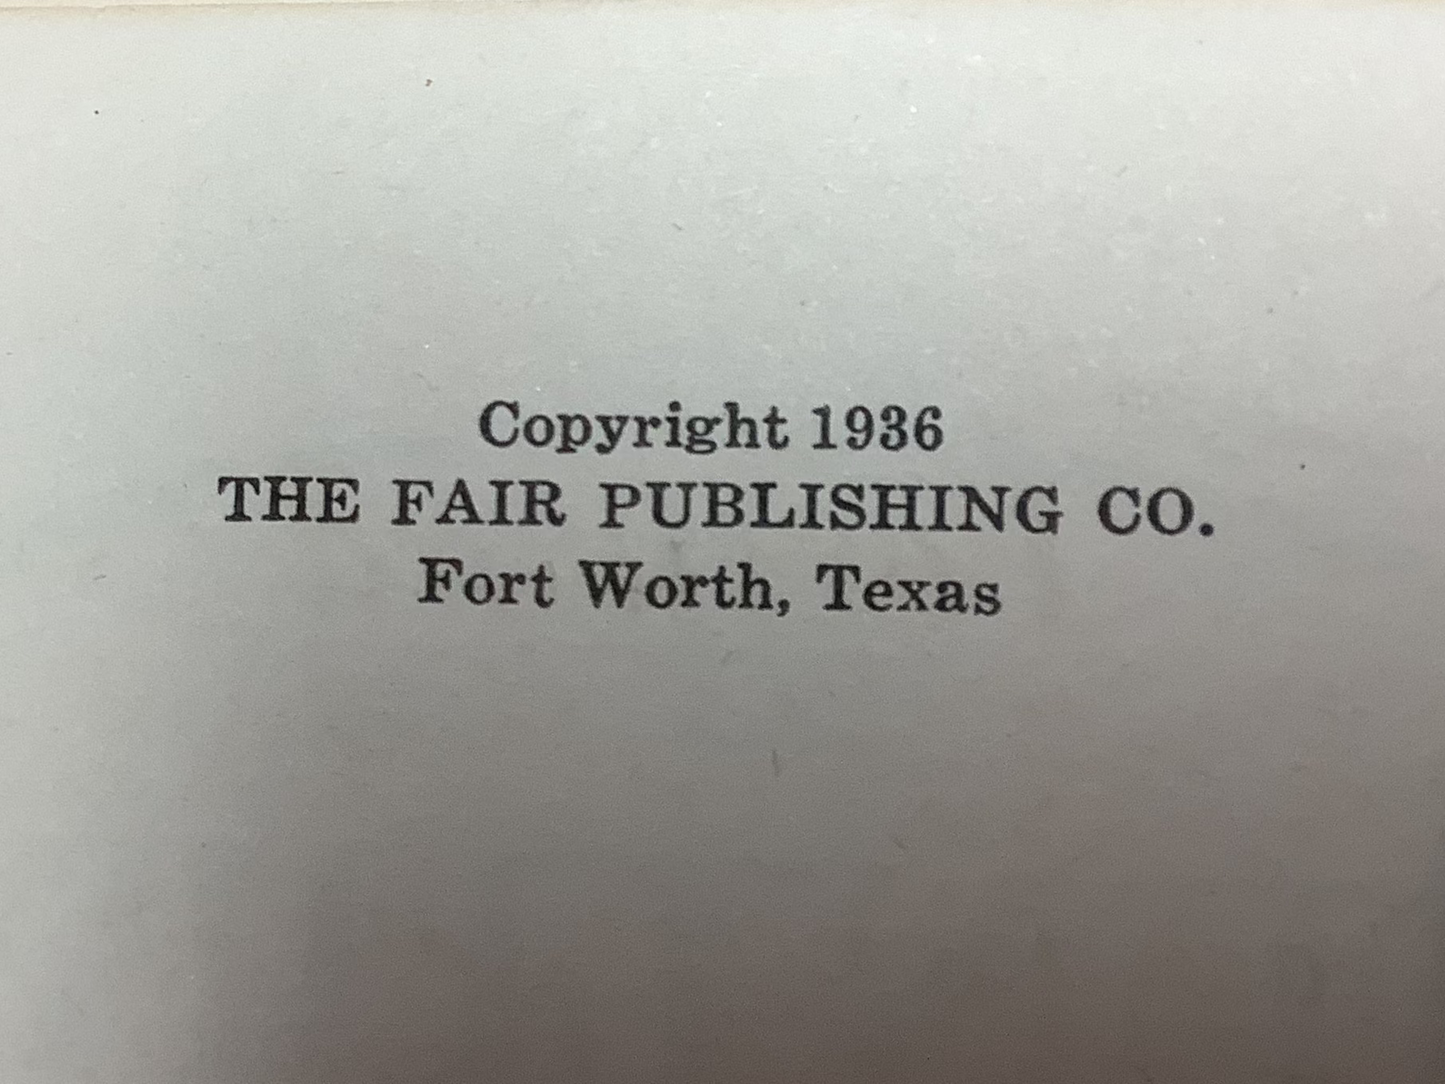 Copyright 1936
THE FAIR PUBLISHING CO.
Fort Worth, Texas